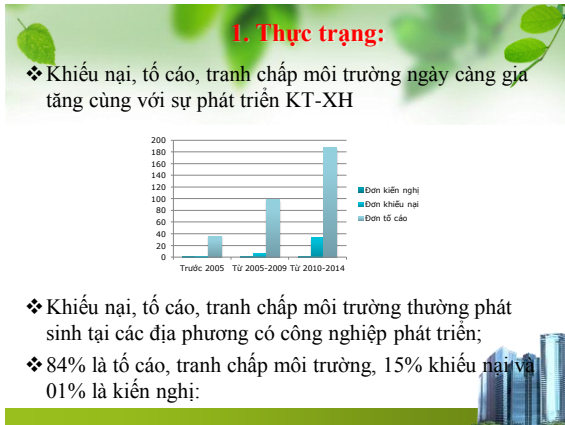 1. Thực trạng:
❖Khiếu nại, tố cáo, tranh chấp môi trường ngày càng gia
tăng cùng với sự phát triển KT-XH
200
180
160
140
120
100
80
60
40
20
0
Trước 2005 Từ 2005-2009 Từ 2010-2014
Đơn kiến nghị
Đơn khiếu nại
Đơn tố cáo
❖Khiếu nại, tố cáo, tranh chấp môi trường thường phát
sinh tại các địa phương có công nghiệp phát triển;
❖84% là tố cáo, tranh chấp môi trường, 15% khiếu nại và
01% là kiến nghị: